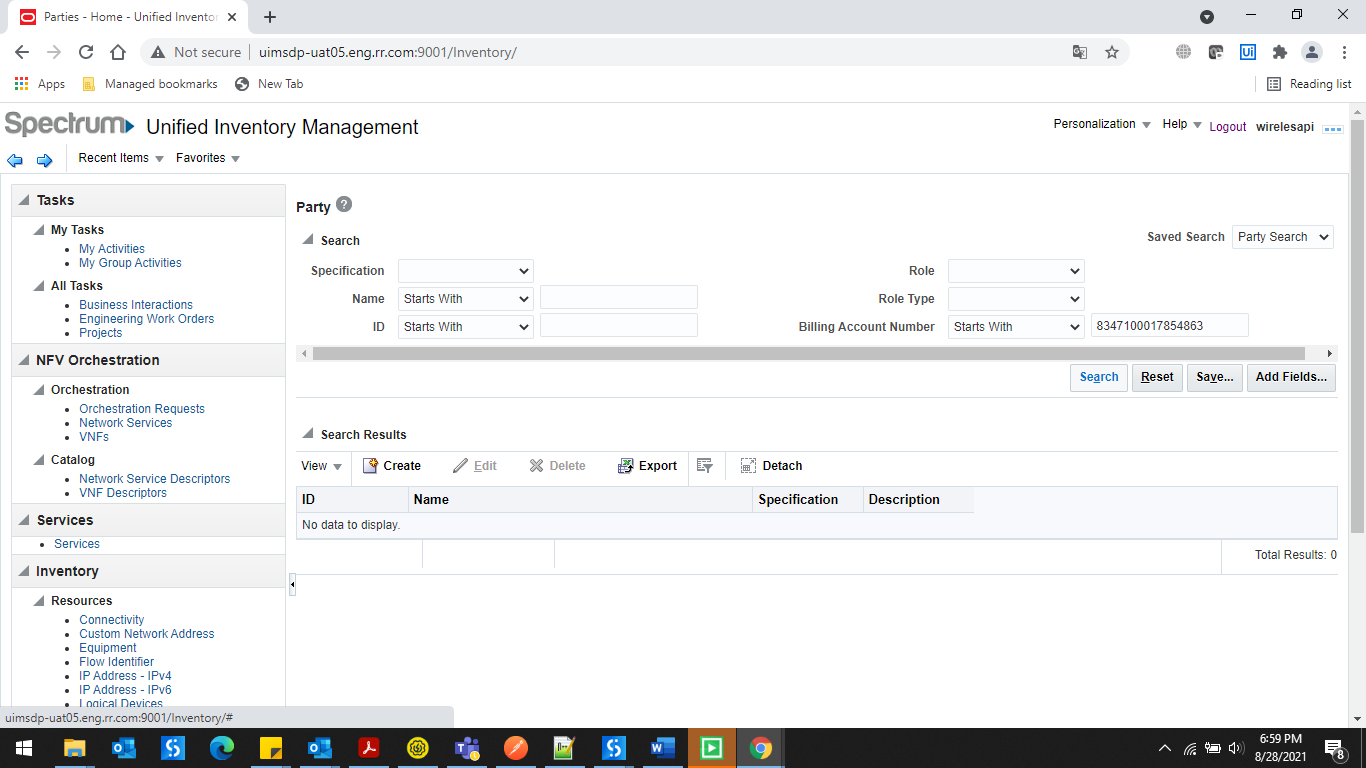 Parties - Home - Unified Inventor
Not secure
uimsdp-uat05.eng.rr.com:9001/Inventory/
Apps
Managed bookmarks
New Tab
Reading list
Spectrum
Unified Inventory Management
Personalization
Help
Logout
wirelesapi
Recent Items
Favorites
Tasks
My Tasks
My Activities
My Group Activities
All Tasks
Business Interactions
Engineering Work Orders
Projects
NFV Orchestration
Orchestration
Orchestration Requests
Network Services
VNFs
Catalog
Network Service Descriptors
VNF Descriptors
Services
Services
Inventory
Resources
Connectivity
Custom Network Address
Equipment
Flow Identifier
IP Address - IPv4
IP Address - IPv6
Logical Devices
uimsdp-uat05.eng.rr.com:9001/Inventory/#
Party
Search
Saved Search
Party Search
Specification
Role
Name
Starts With
Role Type
ID
Starts With
Billing Account Number
Starts With
8347100017854863
Search
Reset
Save...
Add Fields...
Search Results
View
Create
Edit
Delete
Export
Detach
ID
Name
Specification
Description
No data to display.
Total Results: 0
6:59 PM
8/28/2021
8